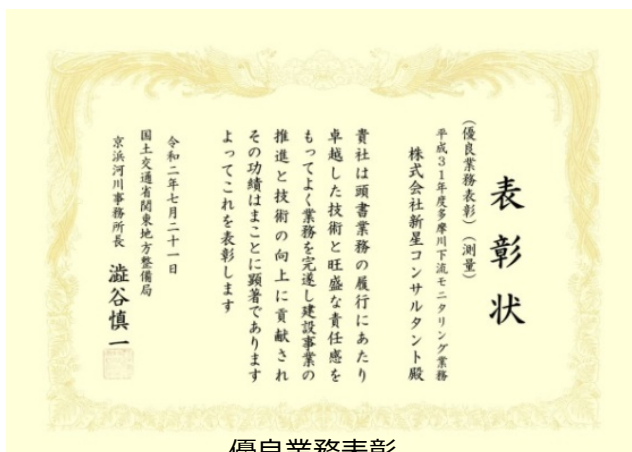 表彰状
(優良業務表彰)(測量)
平成31年度多摩川下流モニタリング業務
株式会社新星コンサルタント殿
貴社は頭書業務の履行にあたり
卓越した技術と旺盛な責任感を
もってよく業務を完遂し建設事業の
推進と技術の向上に貢献され
その功績はまことに顕著であります
よってこれを表彰します
令和二年七月二十一日
国土交通省関東地方整備局
京浜河川事務所長 澁谷慎一
優良業務表彰